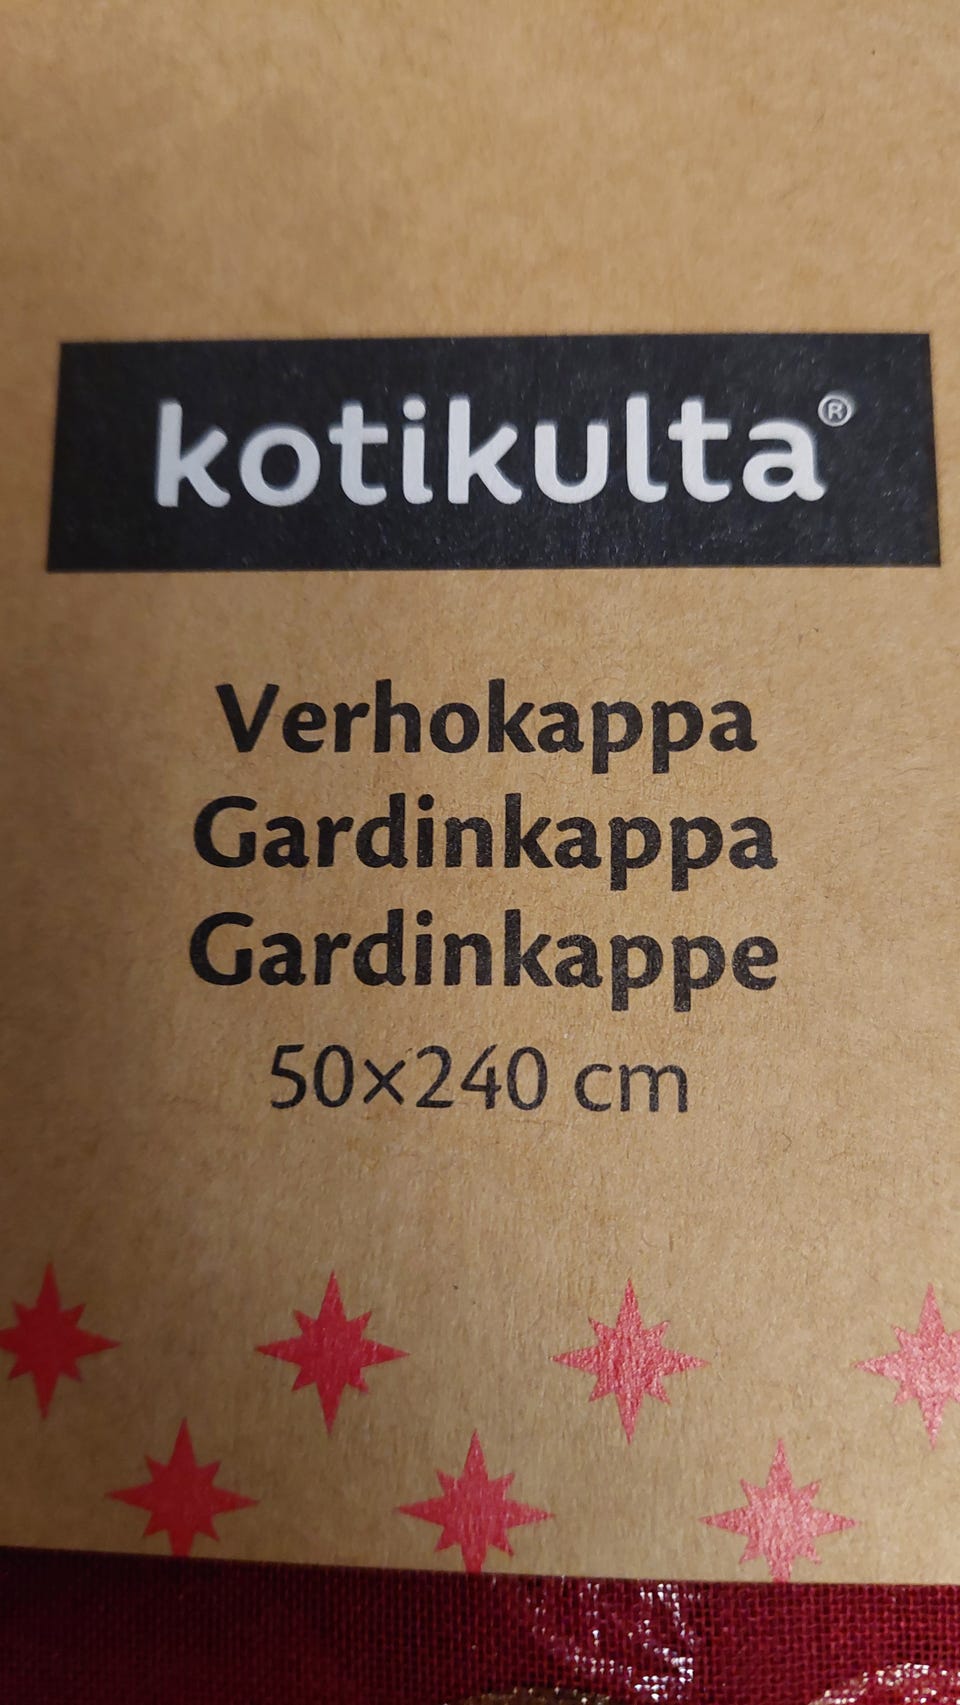 kotikulta®
Verhokappa
Gardinkappa
Gardinkappe
50×240 cm